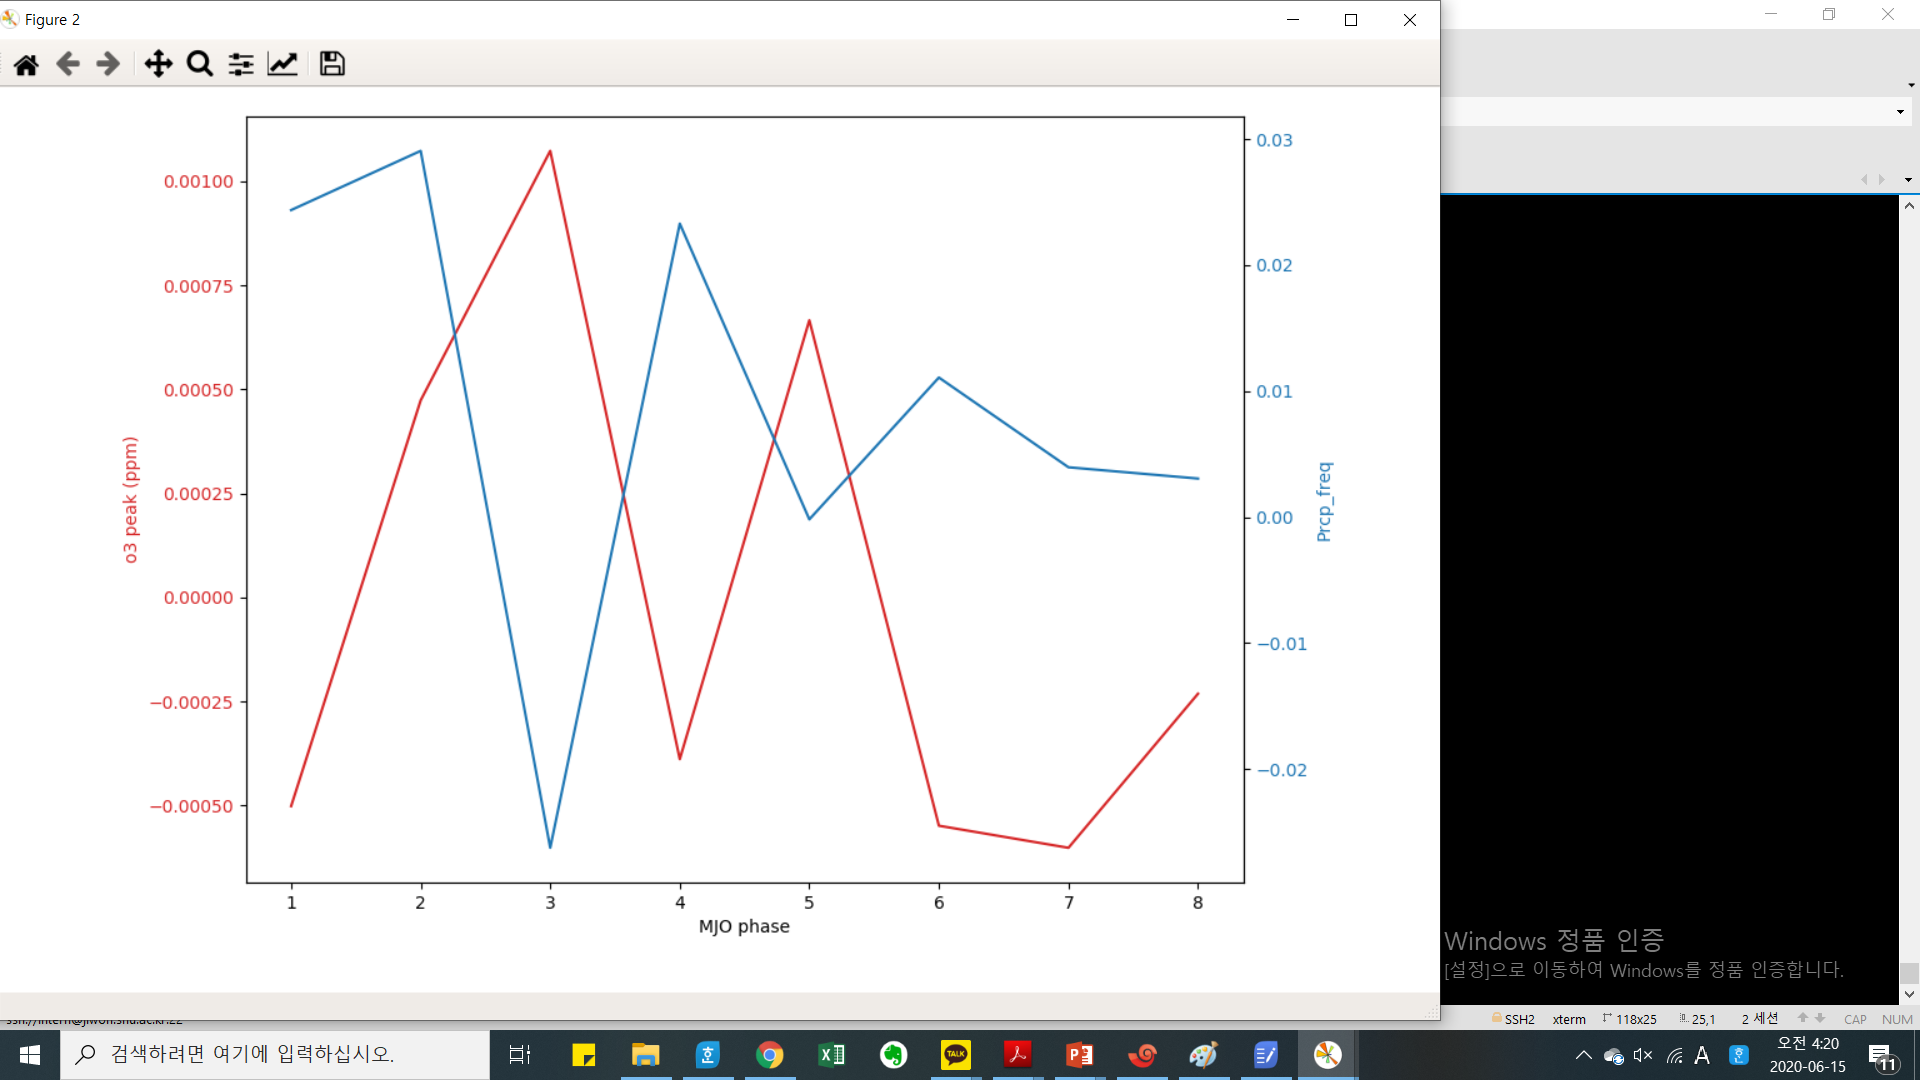 Figure 2
0.00100
0.00075
0.00050
0.00025
0.00000
−0.00025
−0.00050
o3 peak (ppm)
0.03
0.02
0.01
0.00
−0.01
−0.02
Prcp_freq
1 2 3 4 5 6 7 8
MJO phase
Windows 정품 인증
[설정]으로 이동하여 Windows를 정품 인증합니다.
SSH2 xterm 118x25 25,1 2 세션 CAP NUM
검색하려면 여기에 입력하십시오.
TALK
A
오전 4:20
2020-06-15
11